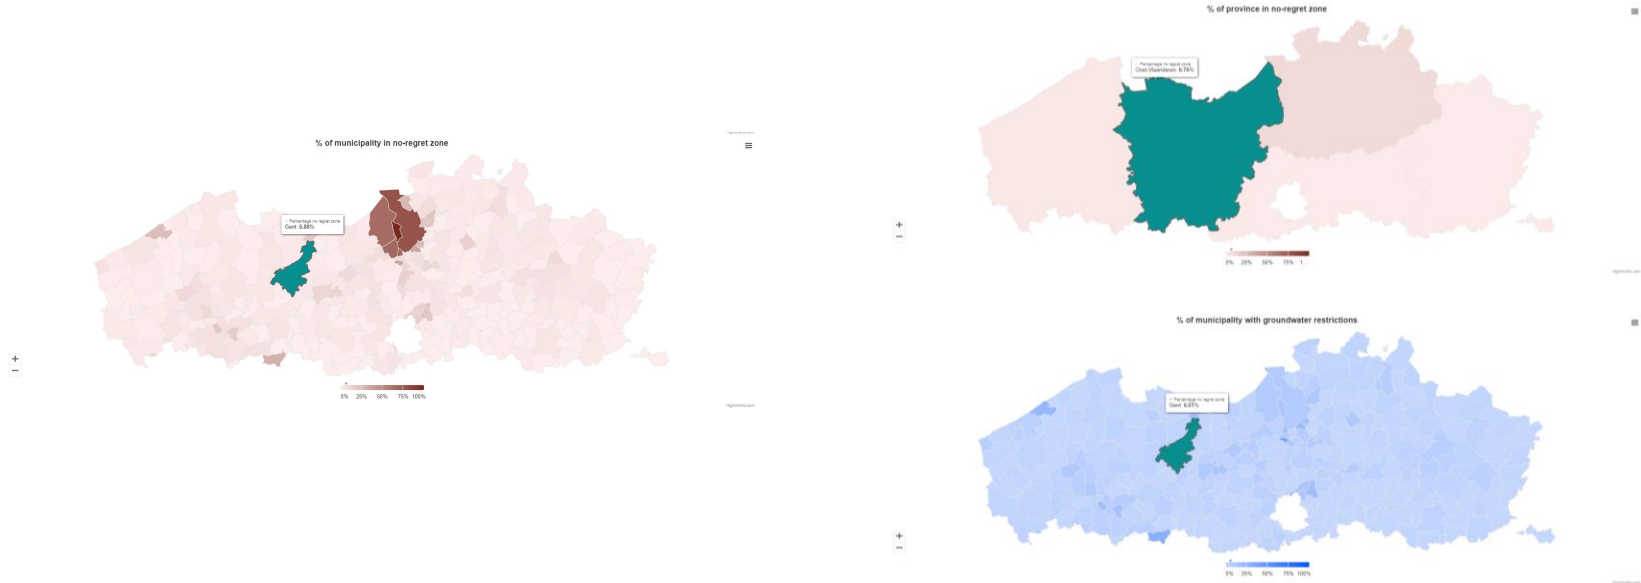 % of municipality in no-regret zone
Percentage no regret zone
Gent: 6.88%
+
−
0% 25% 50% 75% 100%
% of province in no-regret zone
Percentage no regret zone
Oost-Vlaanderen: 6.76%
+
−
0% 25% 50% 75% 1...
% of municipality with groundwater restrictions
Percentage no regret zone
Gent: 6.01%
+
−
0% 25% 50% 75% 100%